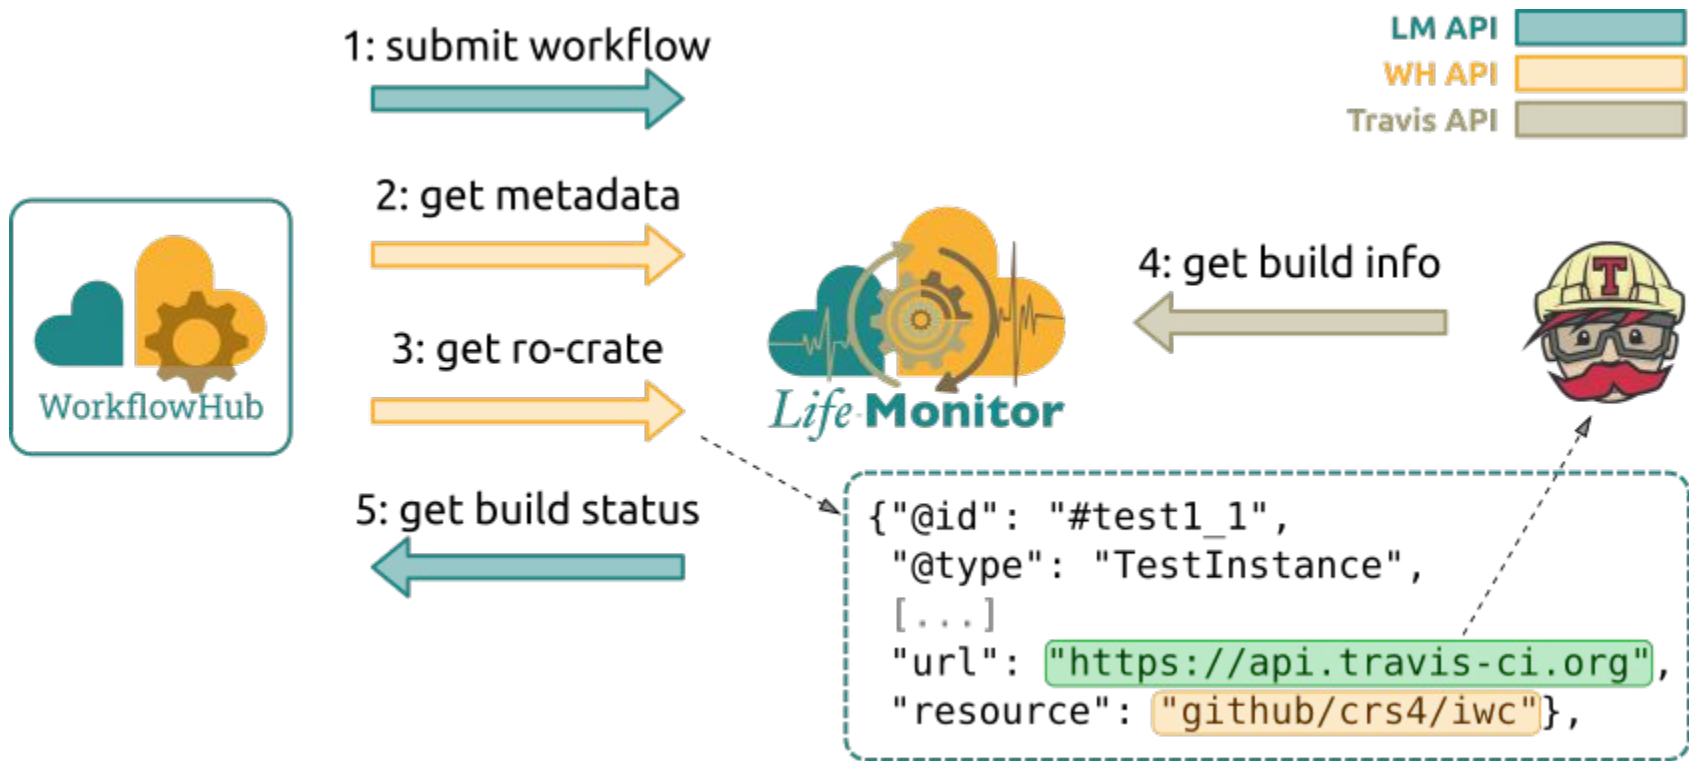 1: submit workflow
LM API
WH API
Travis API
2: get metadata
3: get ro-crate
4: get build info
T
WorkflowHub
Life-Monitor
5: get build status
{"@id": "#test1_1",
"@type": "TestInstance",
[...]
"url": "https://api.travis-ci.org",
"resource": "github/crs4/iwc"},